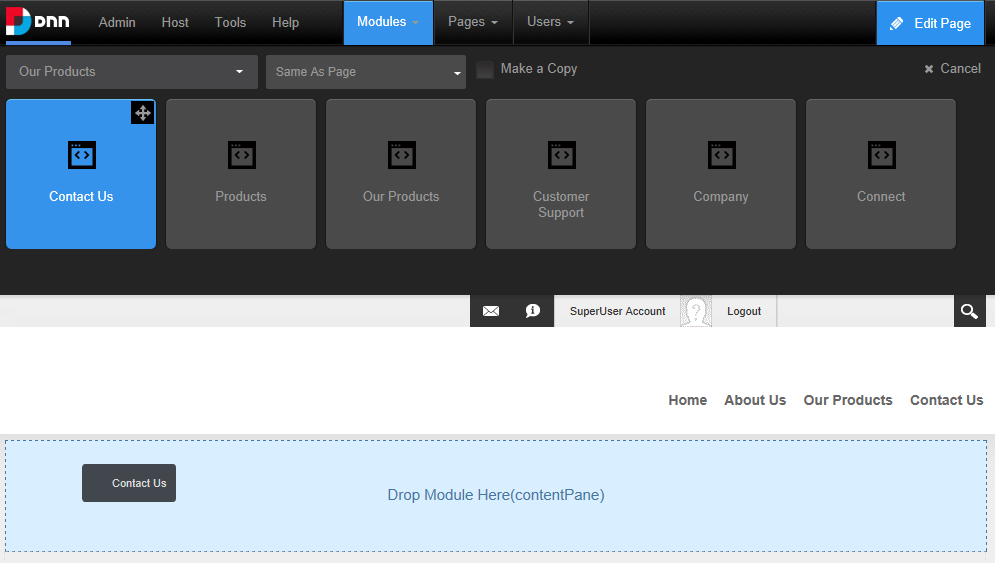 DNN Admin Host Tools Help Modules Pages Users Edit Page
Our Products Same As Page Make a Copy Cancel
Contact Us Products Our Products Customer Support Company Connect
SuperUser Account Logout
Home About Us Our Products Contact Us
Contact Us Drop Module Here(contentPane)